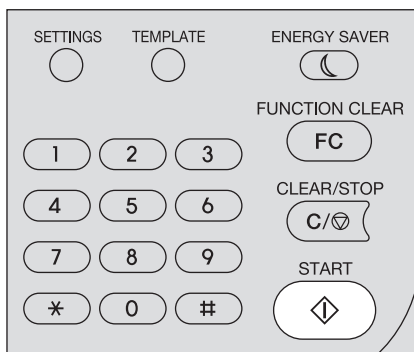 SETTINGS TEMPLATE ENERGY SAVER
FUNCTION CLEAR
FC
1 2 3
CLEAR/STOP
4 5 6
C/
7 8 9
START
* 0 #